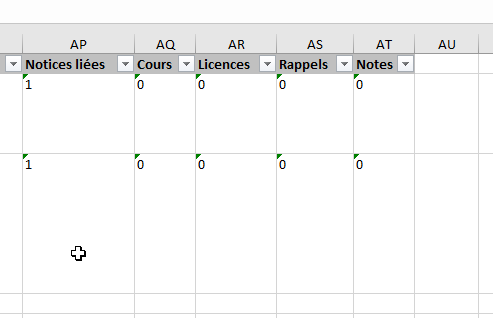 AP AQ AR AS AT AU
Notices liées Cours Licences Rappels Notes
1 0 0 0 0
1 0 0 0 0